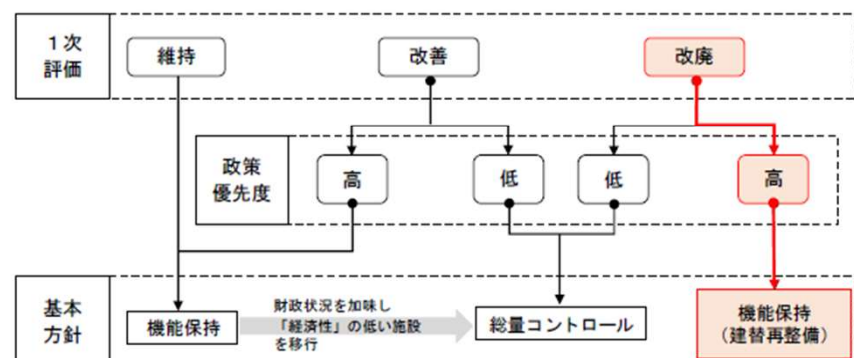 1次
評価
維持
改善
改廃
政策
優先度
高
低
低
高
基本
方針
機能保持
財政状況を加味し
「経済性」の低い施設
を移行
総量コントロール
機能保持
（建替再整備）